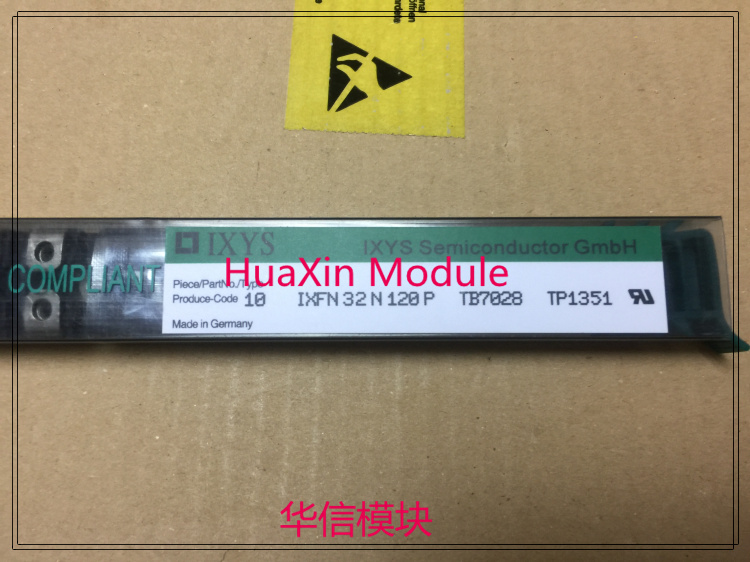 IXYS
IXYS Semiconductor GmbH
COMPLIANT
HuaXin Module
Piece/PartNo./Type
Produce-Code 10 IXFN 32 N 120 P TB7028 TP1351
Made in Germany
华信模块